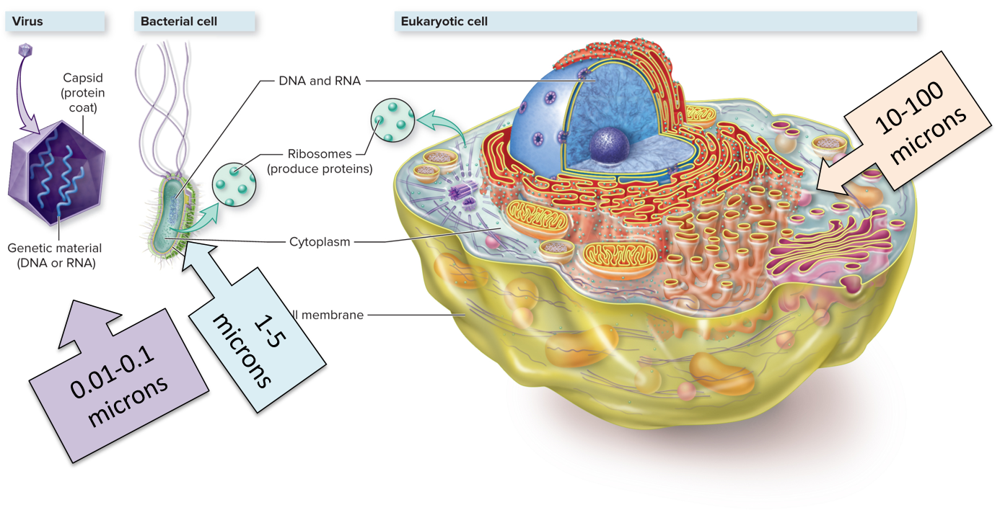 Virus
Bacterial cell
Eukaryotic cell
Capsid
(protein
coat)
DNA and RNA
Ribosomes
(produce proteins)
Cytoplasm
Genetic material
(DNA or RNA)
ll membrane
0.01-0.1
microns
1-5
microns
10-100
microns